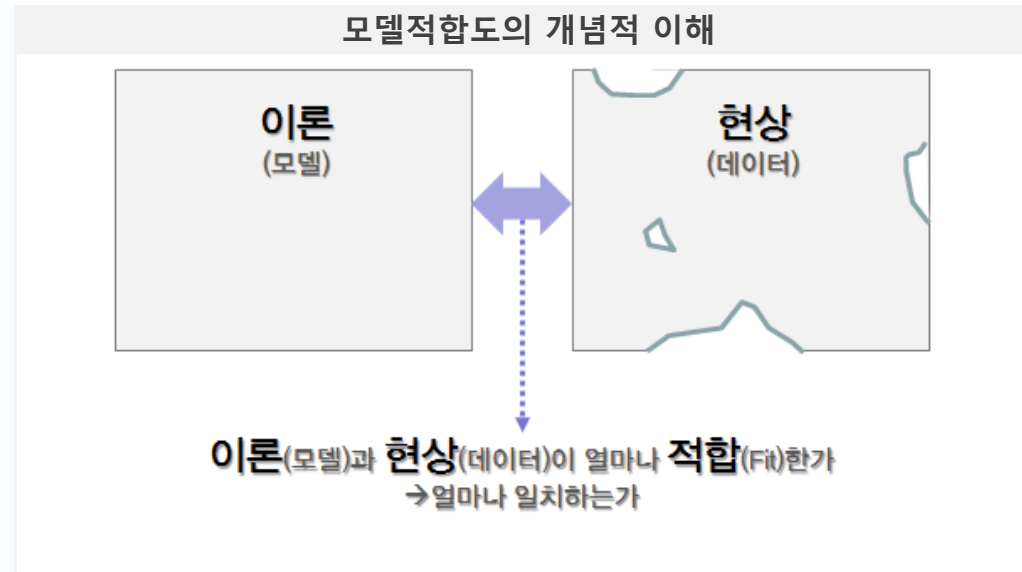 모델적합도의 개념적 이해
이론
(모델)
현상
(데이터)
이론(모델)과 현상(데이터)이 얼마나 적합(Fit)한가
→얼마나 일치하는가